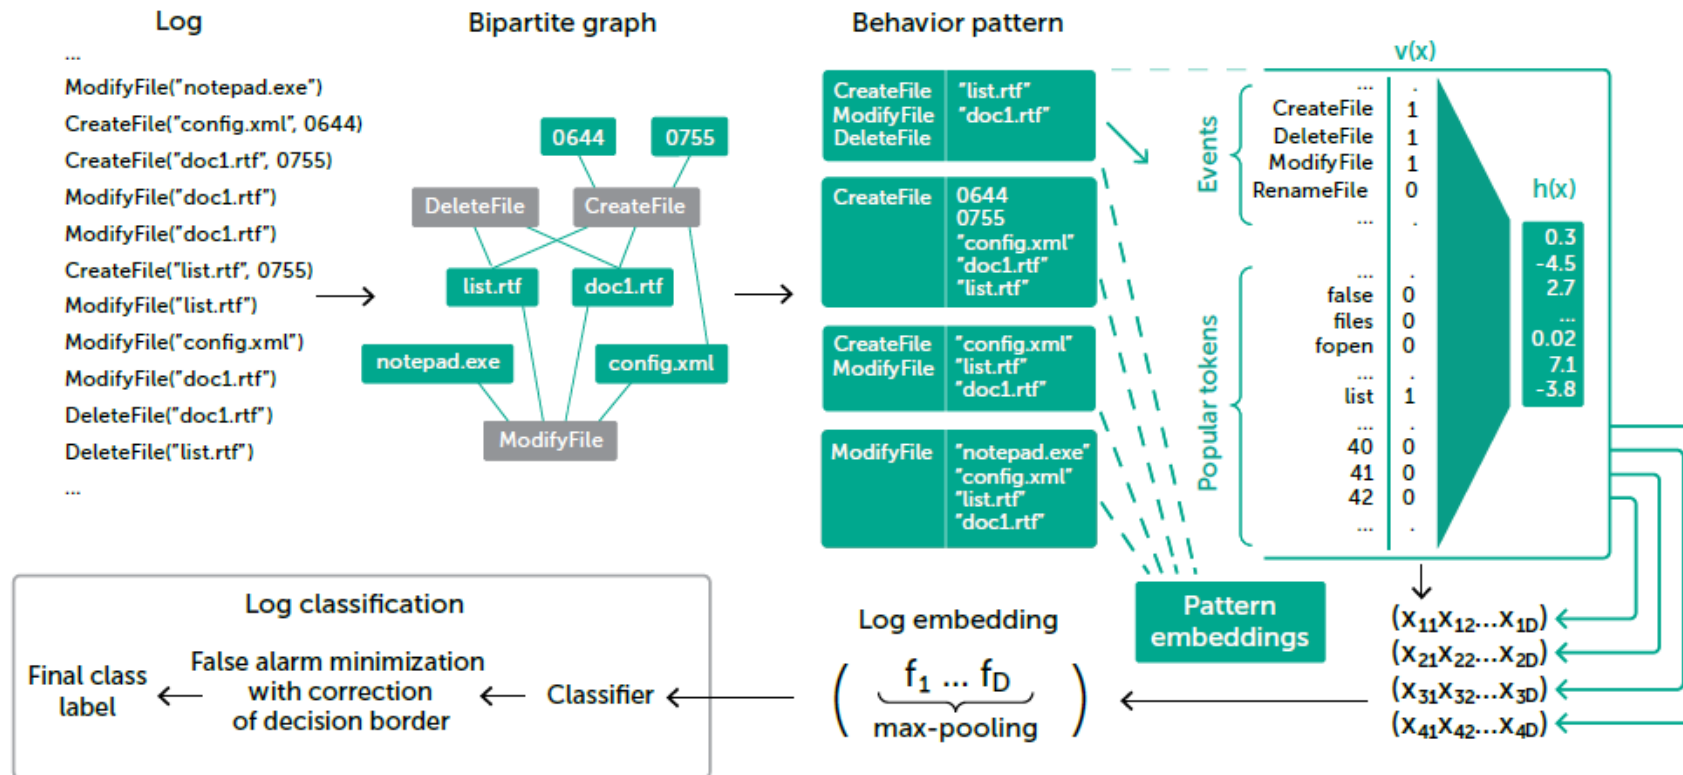 Log
...
ModifyFile("notepad.exe")
CreateFile("config.xml", 0644)
CreateFile("doc1.rtf", 0755)
ModifyFile("doc1.rtf")
ModifyFile("doc1.rtf")
CreateFile("list.rtf", 0755)
ModifyFile("list.rtf")
ModifyFile("config.xml")
ModifyFile("doc1.rtf")
DeleteFile("doc1.rtf")
DeleteFile("list.rtf")
...
Bipartite graph
0644
0755
DeleteFile
CreateFile
list.rtf
doc1.rtf
notepad.exe
config.xml
ModifyFile
Behavior pattern
CreateFile "list.rtf"
ModifyFile "doc1.rtf"
DeleteFile
CreateFile 0644
0755
"config.xml"
"doc1.rtf"
"list.rtf"
CreateFile "config.xml"
ModifyFile "list.rtf"
"doc1.rtf"
ModifyFile "notepad.exe"
"config.xml"
"list.rtf"
"doc1.rtf"
v(x)
Events
... .
CreateFile 1
DeleteFile 1
ModifyFile 1
RenameFile 0
... .
Popular tokens
... .
false 0
files 0
fopen 0
... .
list 1
... .
40 0
41 0
42 0
... .
h(x)
0.3
-4.5
2.7
...
0.02
7.1
-3.8
Pattern
embeddings
(x11x12...x1D)
(x21x22...x2D)
(x31x32...x3D)
(x41x42...x4D)
Log embedding
( f1 ... fD )
max-pooling
Log classification
Classifier
False alarm minimization
with correction
of decision border
Final class
label